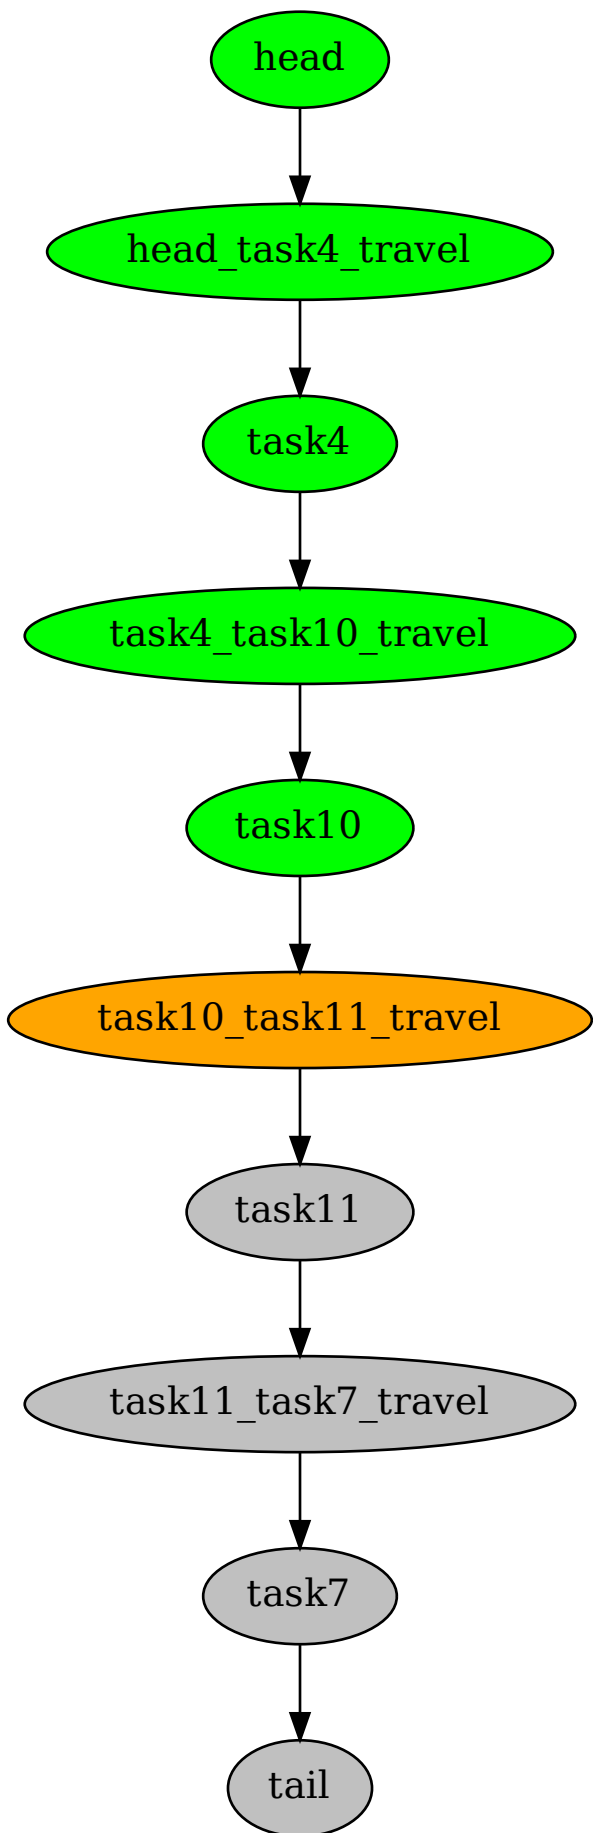 head
head_task4_travel
task4
task4_task10_travel
task10
task10_task11_travel
task11
task11_task7_travel
task7
tail